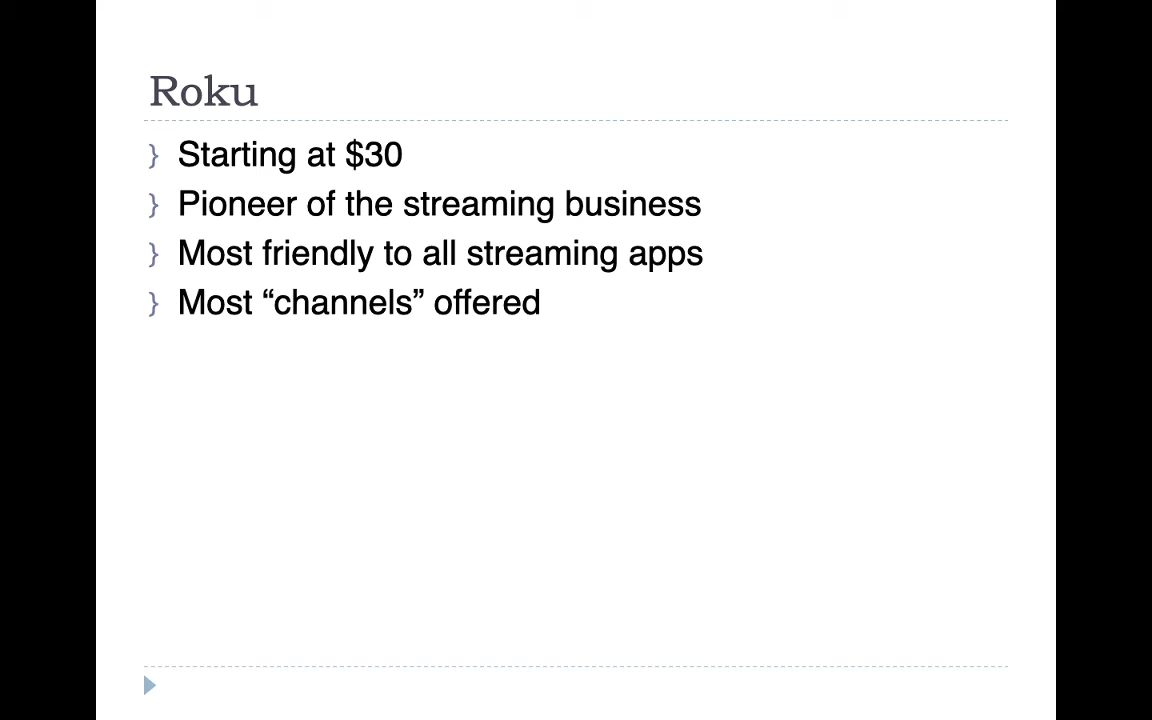 Roku
} Starting at $30
} Pioneer of the streaming business
} Most friendly to all streaming apps
} Most “channels” offered